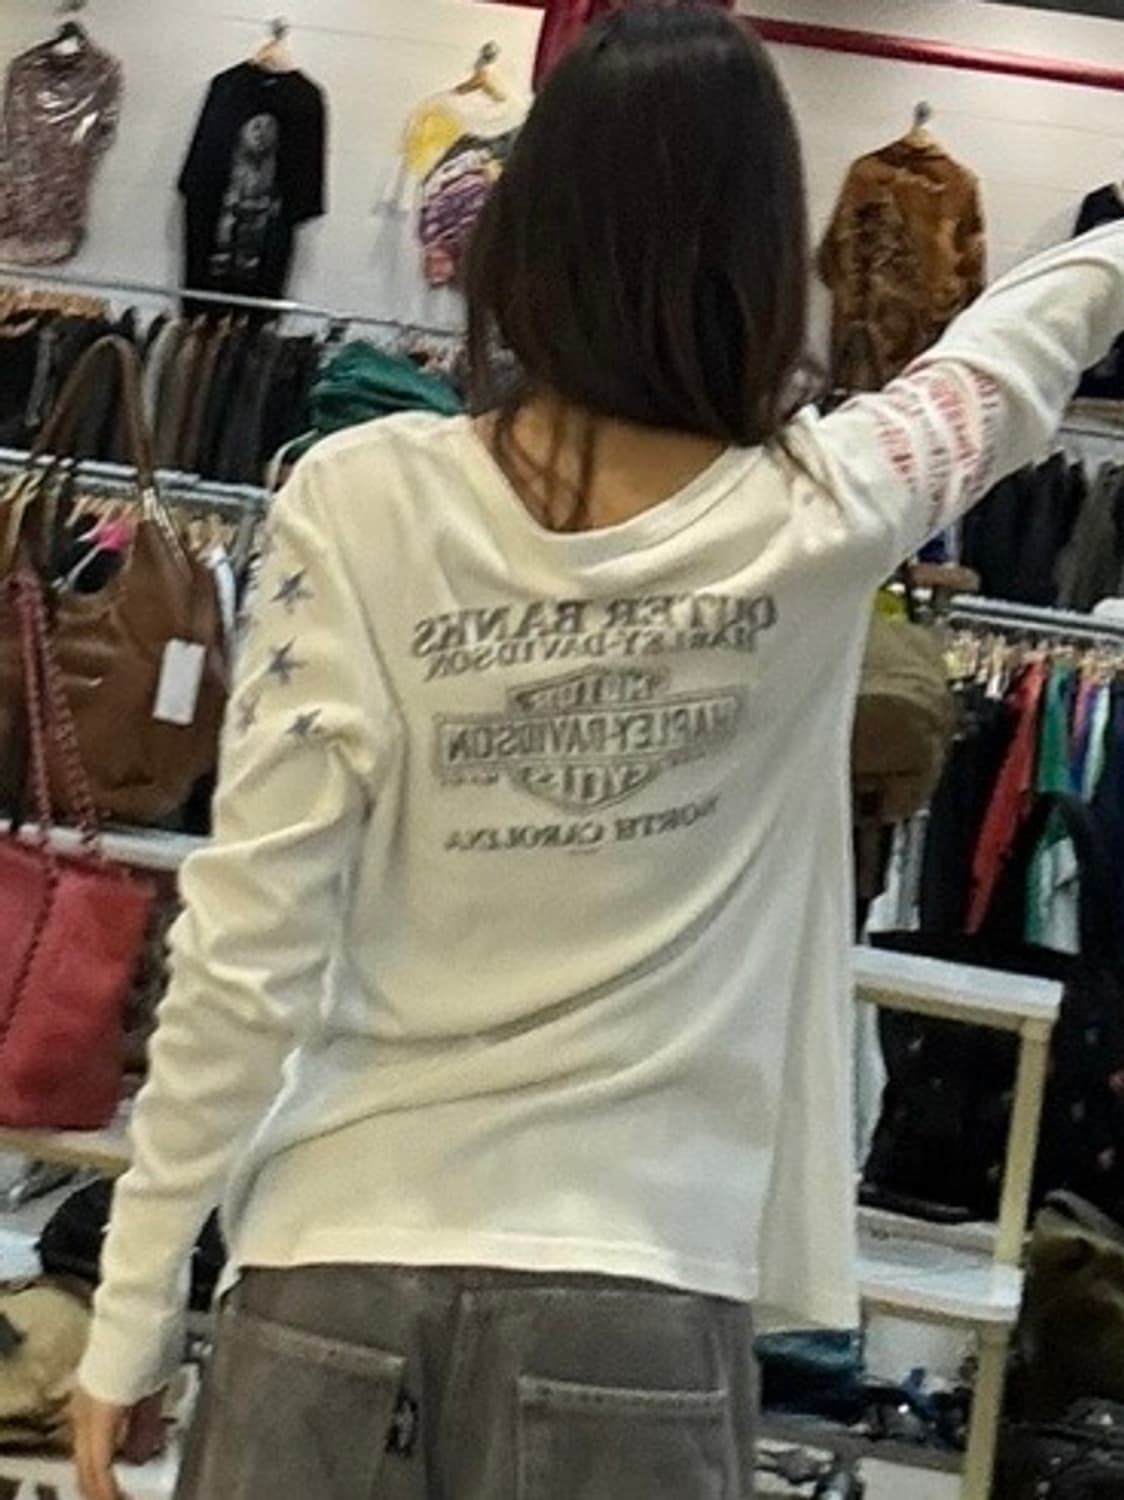 OUTER BANKS
HARLEY-DAVIDSON
MOTOR
HARLEY-DAVIDSON
CYCLES
NORTH CAROLINA